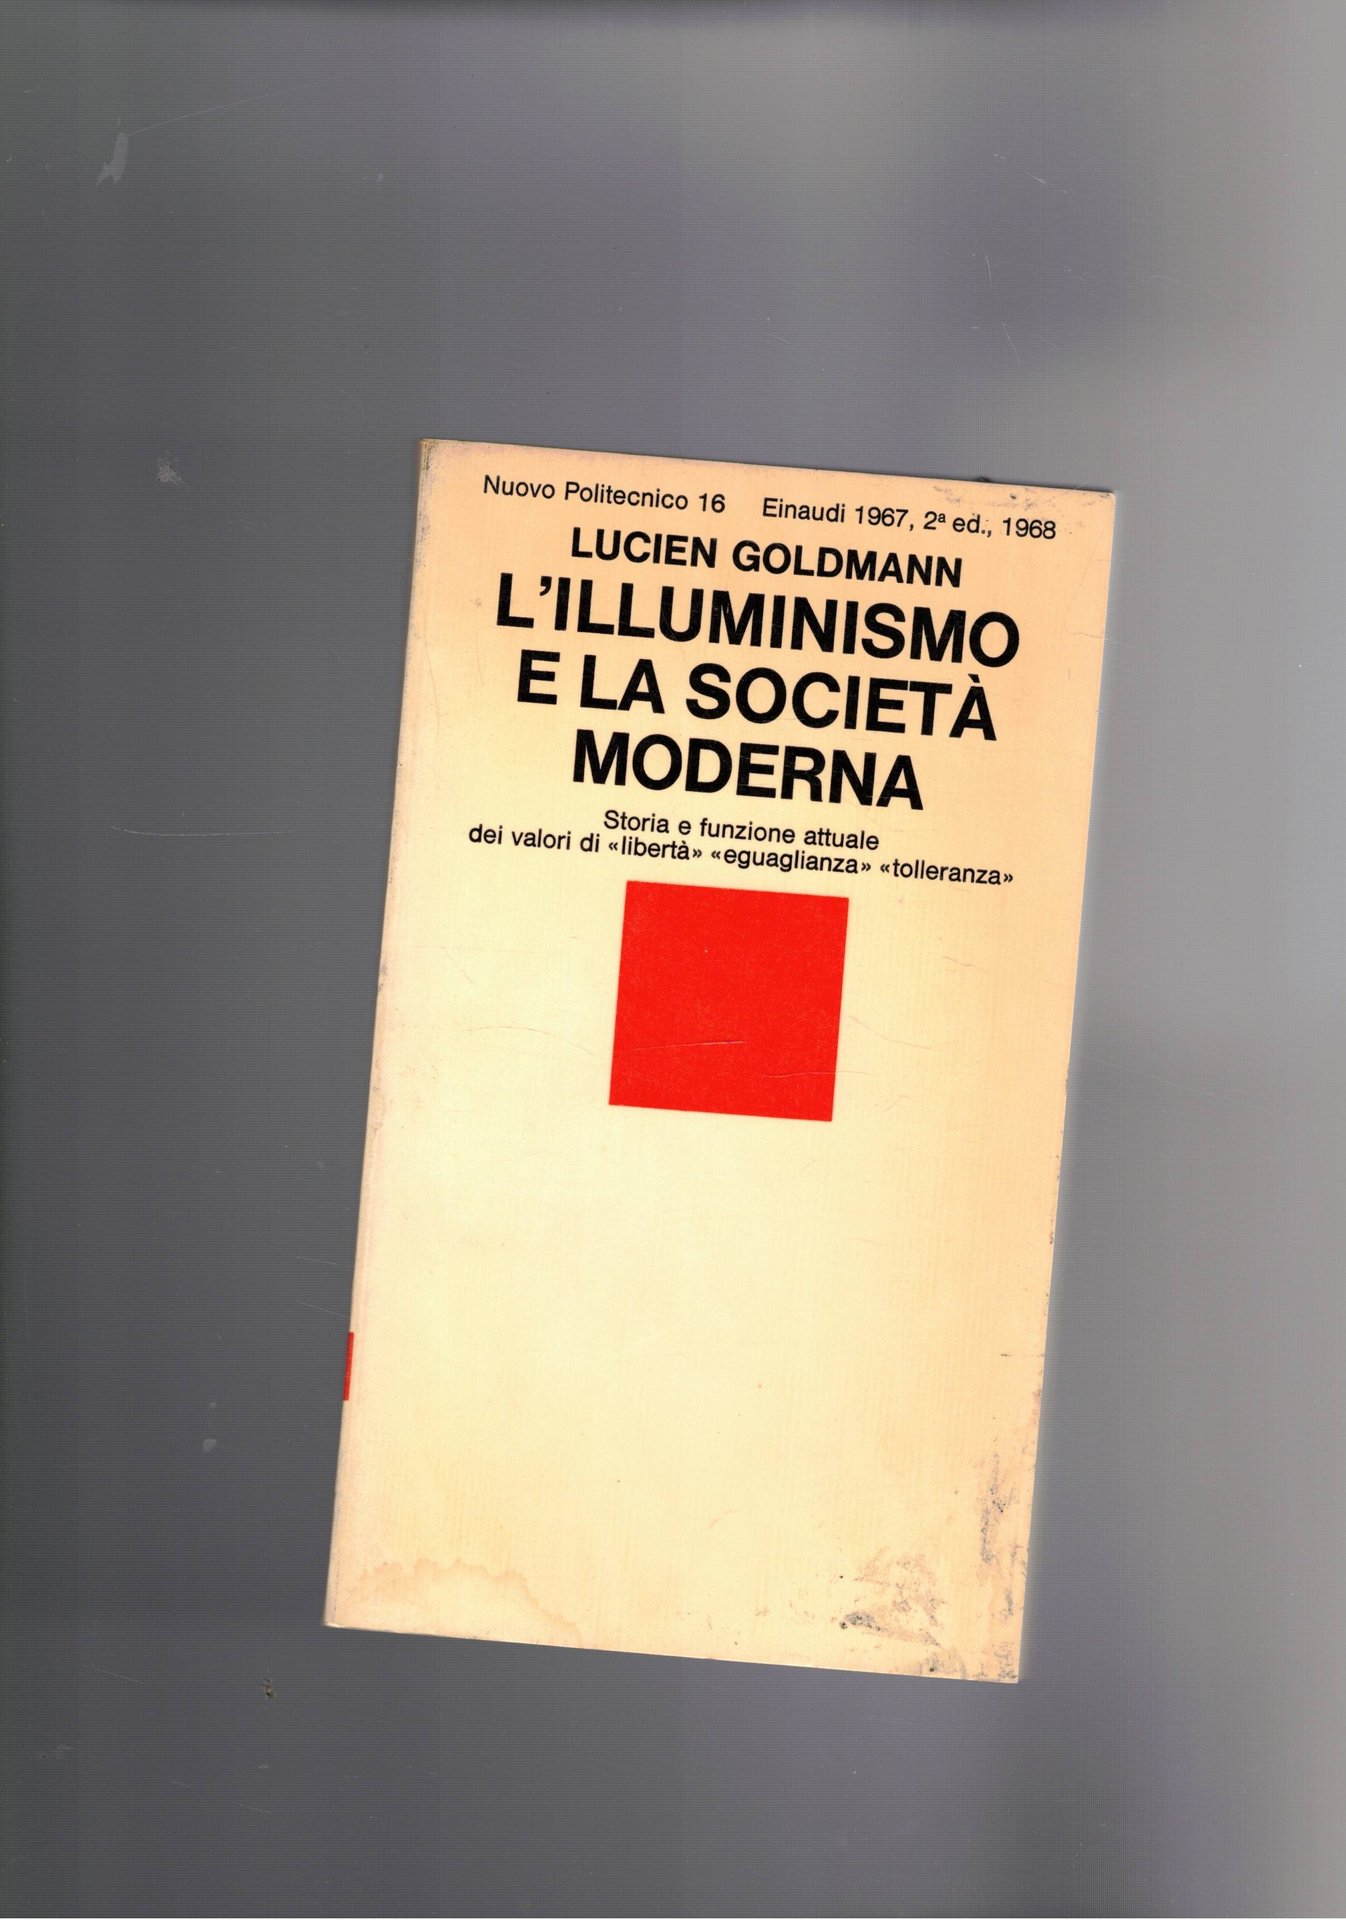 Nuovo Politecnico 16 Einaudi 1967, 2ª ed., 1968
LUCIEN GOLDMANN
L'ILLUMINISMO
E LA SOCIETÀ
MODERNA
Storia e funzione attuale
dei valori di «libertà» «eguaglianza» «tolleranza»